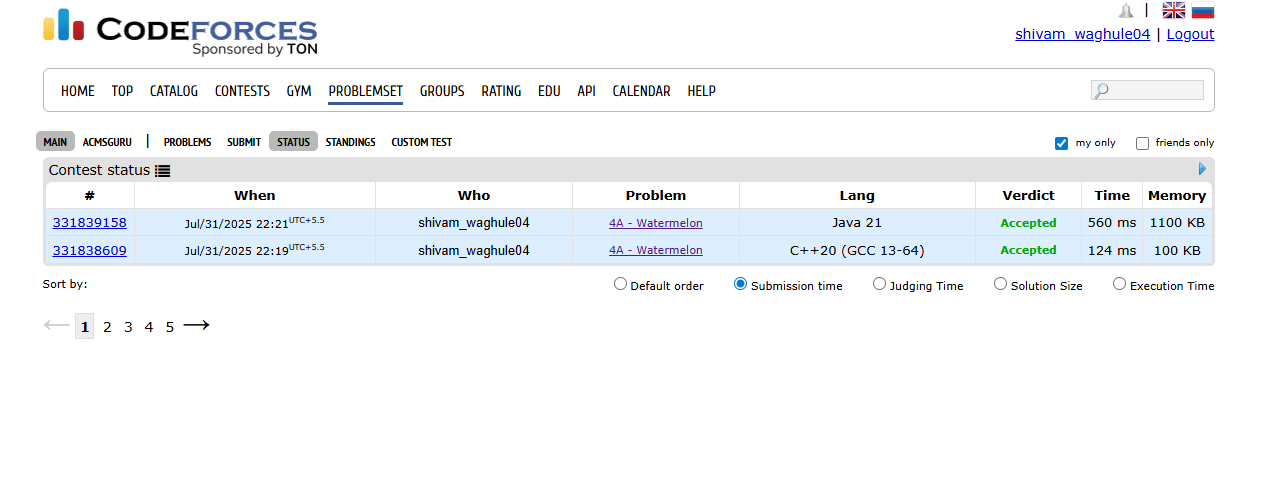 |
CODEFORCES
Sponsored by TON
shivam_waghule04 | Logout
HOME TOP CATALOG CONTESTS GYM PROBLEMSET GROUPS RATING EDU API CALENDAR HELP
MAIN ACMSGURU | PROBLEMS SUBMIT STATUS STANDINGS CUSTOM TEST my only friends only
Contest status
# When Who Problem Lang Verdict Time Memory
331839158 Jul/31/2025 22:21UTC+5.5 shivam_waghule04 4A - Watermelon Java 21 Accepted 560 ms 1100 KB
331838609 Jul/31/2025 22:19UTC+5.5 shivam_waghule04 4A - Watermelon C++20 (GCC 13-64) Accepted 124 ms 100 KB
Sort by: Default order Submission time Judging Time Solution Size Execution Time
← 1 2 3 4 5 →